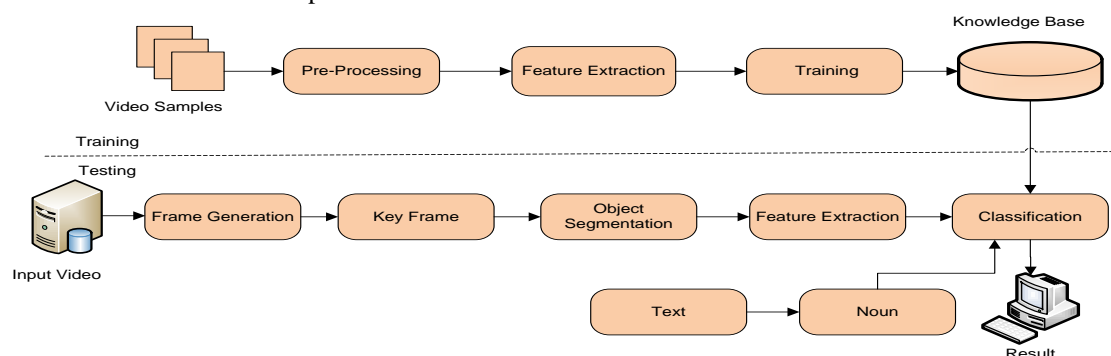 Knowledge Base
Pre-Processing
Feature Extraction
Training
Video Samples
Training
Testing
Frame Generation
Key Frame
Object
Segmentation
Feature Extraction
Classification
Input Video
Text
Noun
Result